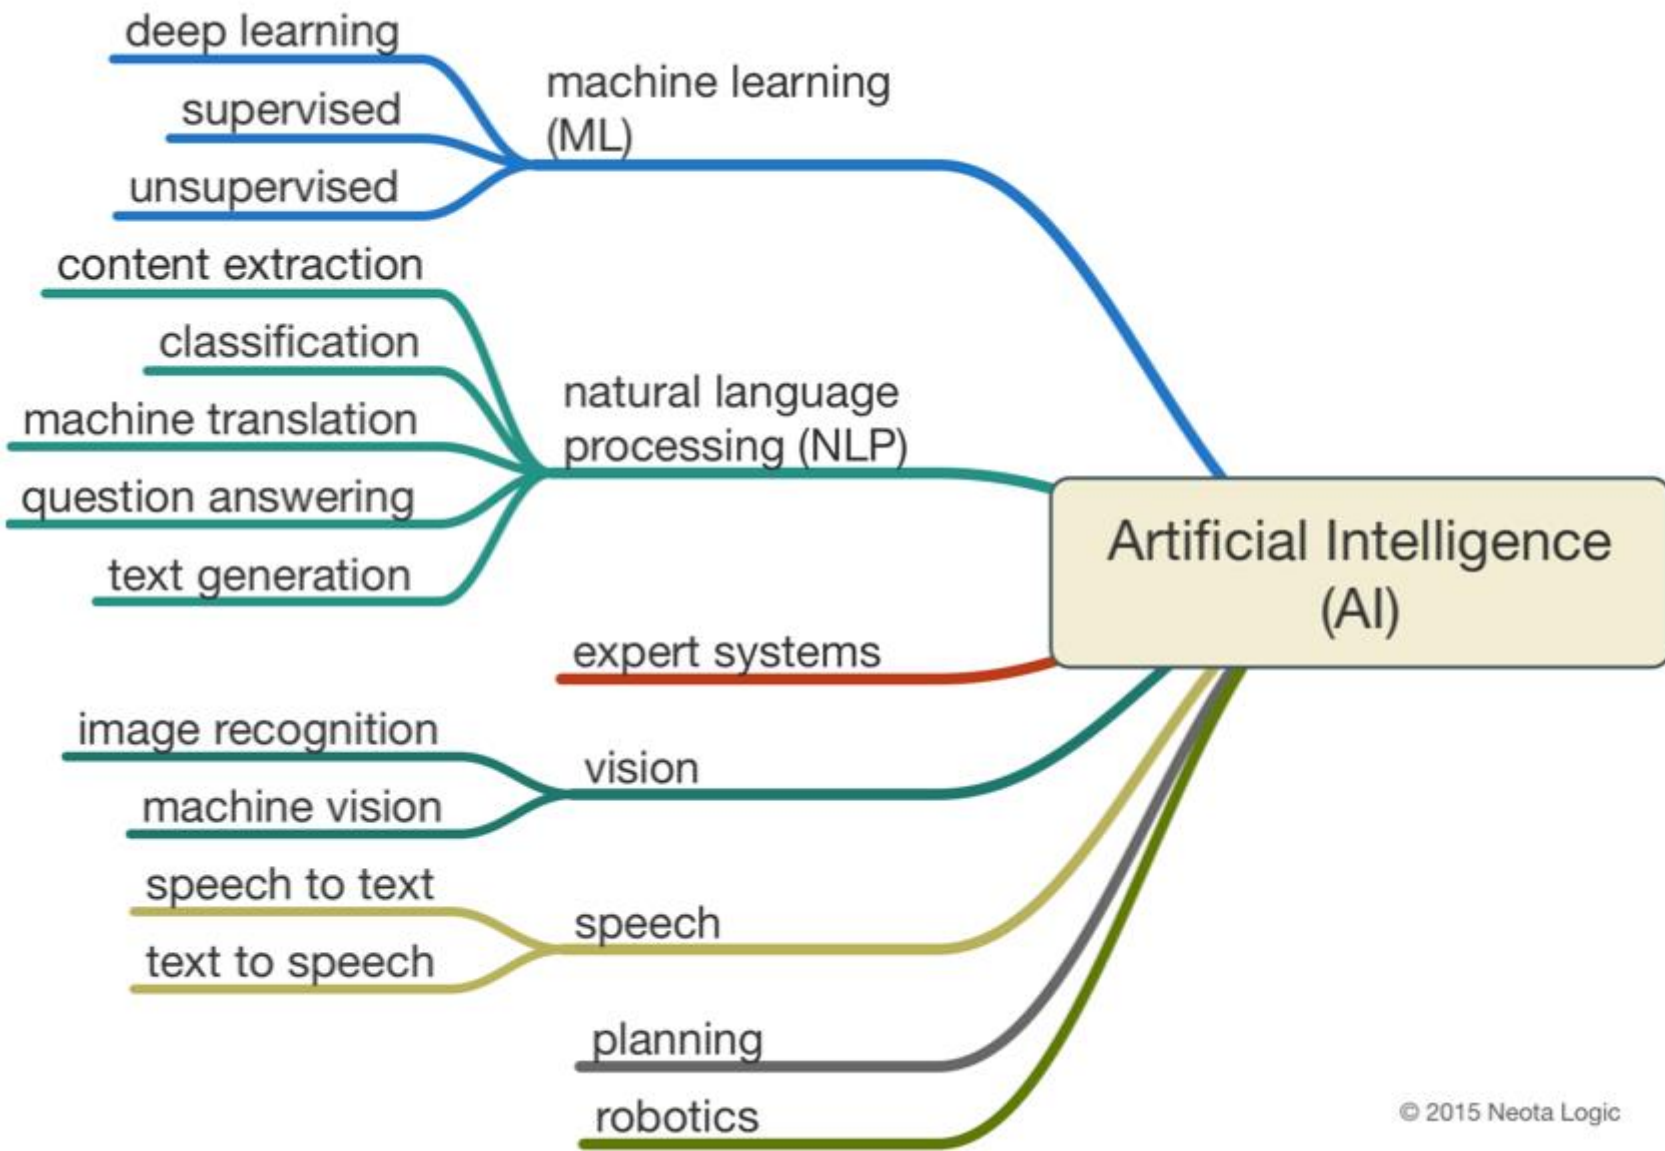 deep learning
supervised
unsupervised
machine learning
(ML)
content extraction
classification
machine translation
question answering
text generation
natural language
processing (NLP)
Artificial Intelligence
(AI)
expert systems
image recognition
machine vision
vision
speech to text
text to speech
speech
planning
robotics
© 2015 Neota Logic